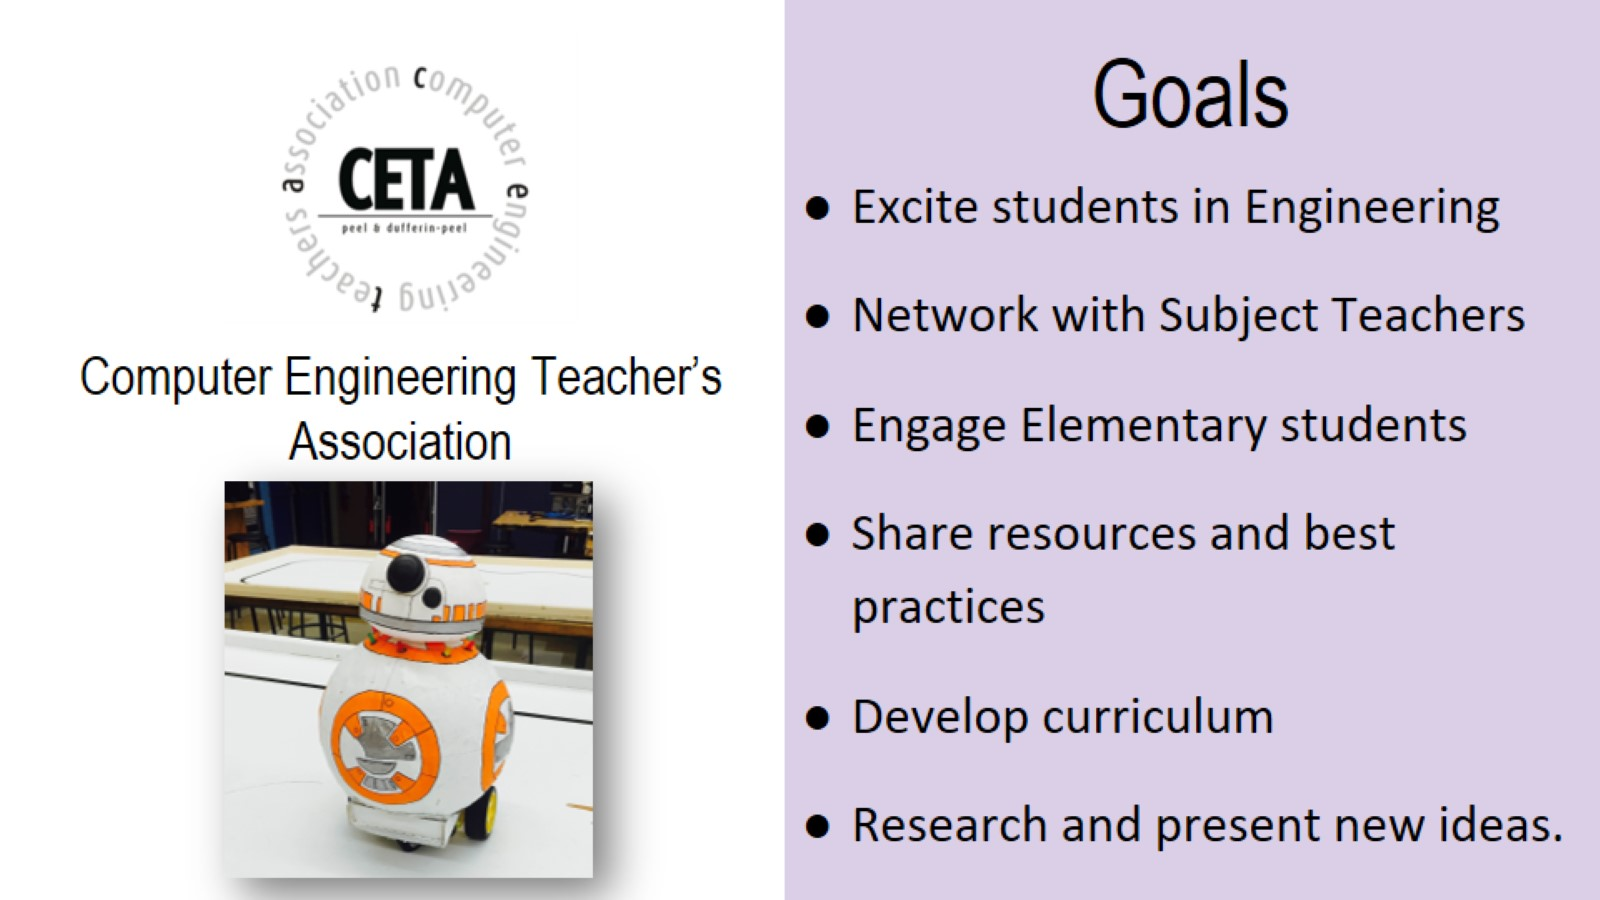 computer engineering teachers association
CETA
peel & dufferin-peel
Computer Engineering Teacher’s
Association
Goals
● Excite students in Engineering
● Network with Subject Teachers
● Engage Elementary students
● Share resources and best
practices
● Develop curriculum
● Research and present new ideas.